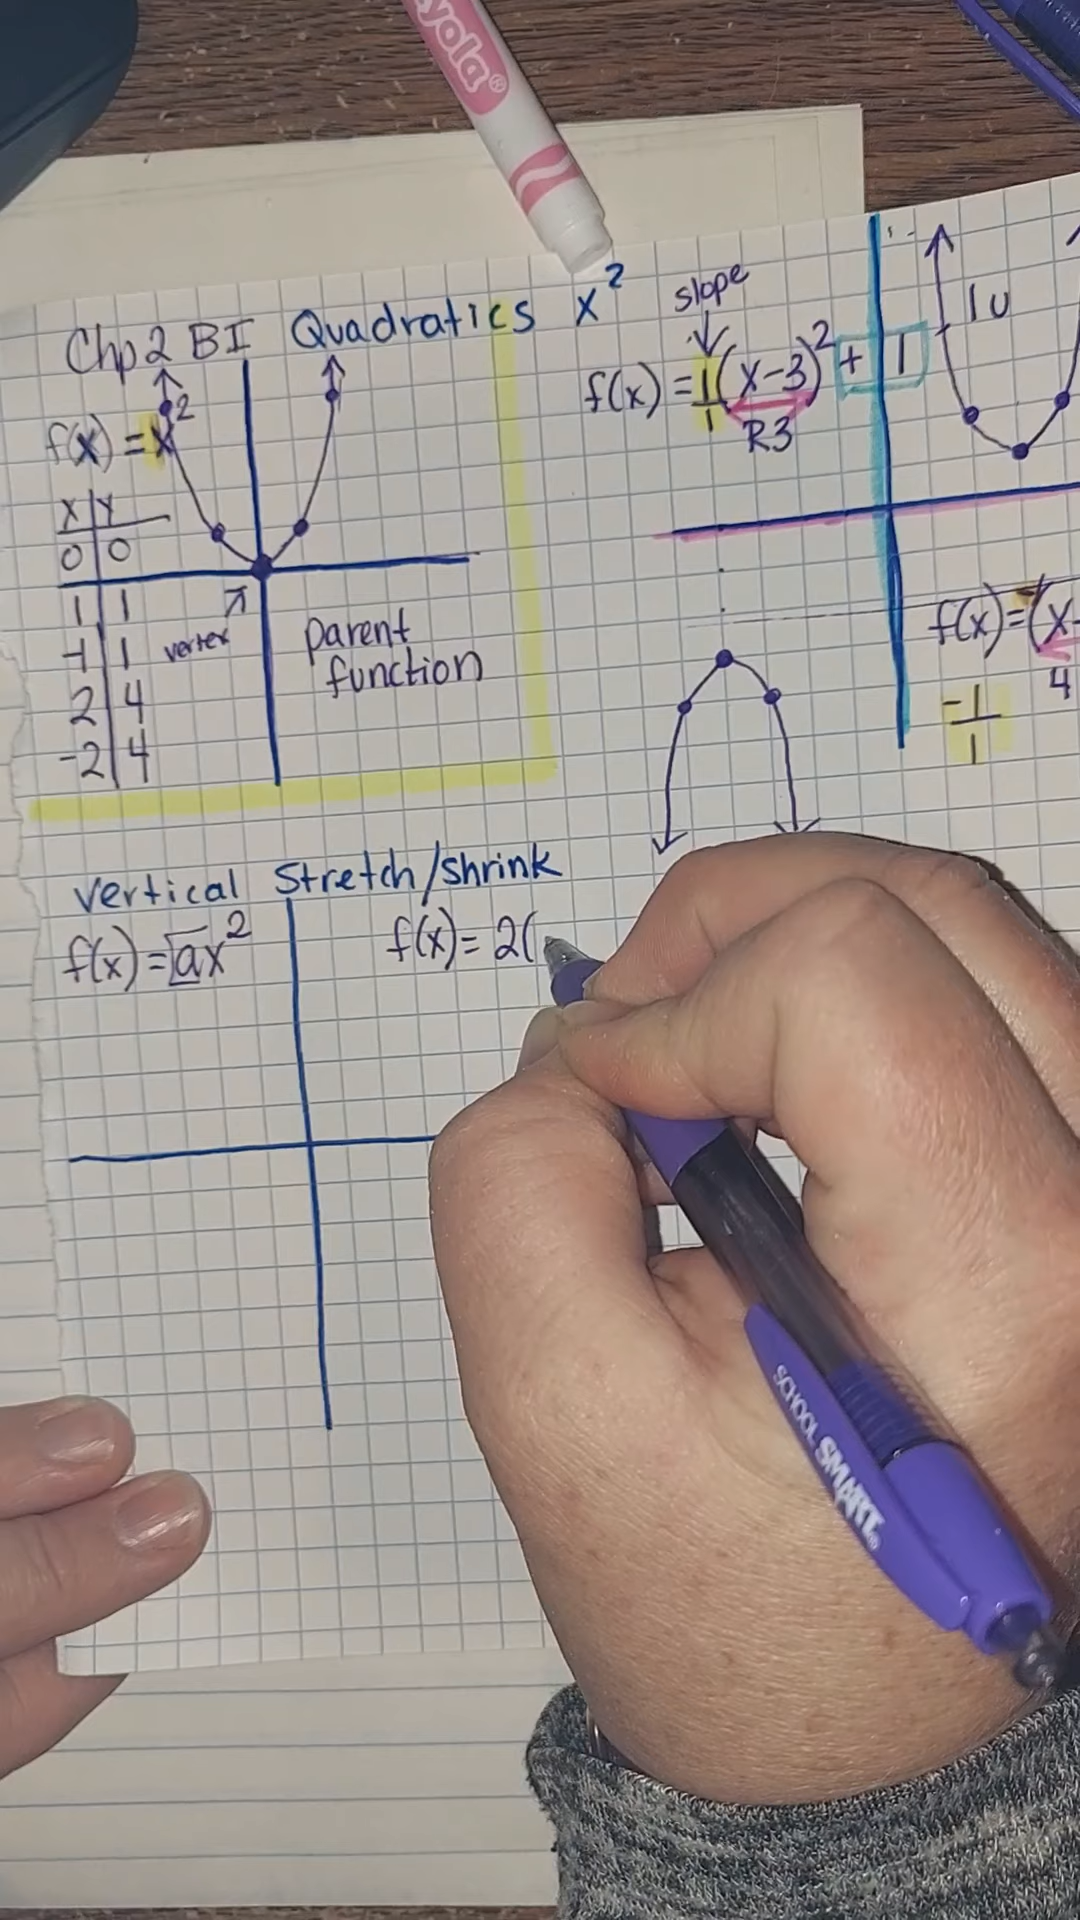 yola®
Chp 2 BI Quadratics x²
f(x) = x²
x | y
0 | 0
1 | 1
-1 | 1
2 | 4
-2 | 4
vertex
parent
function
slope
f(x) = 1/1 (x-3)² + 1
R3
1U
f(x) = -(x-
4
-1/1
Vertical Stretch/shrink
f(x) = ax²
f(x) = 2(
SCHOOL SMART